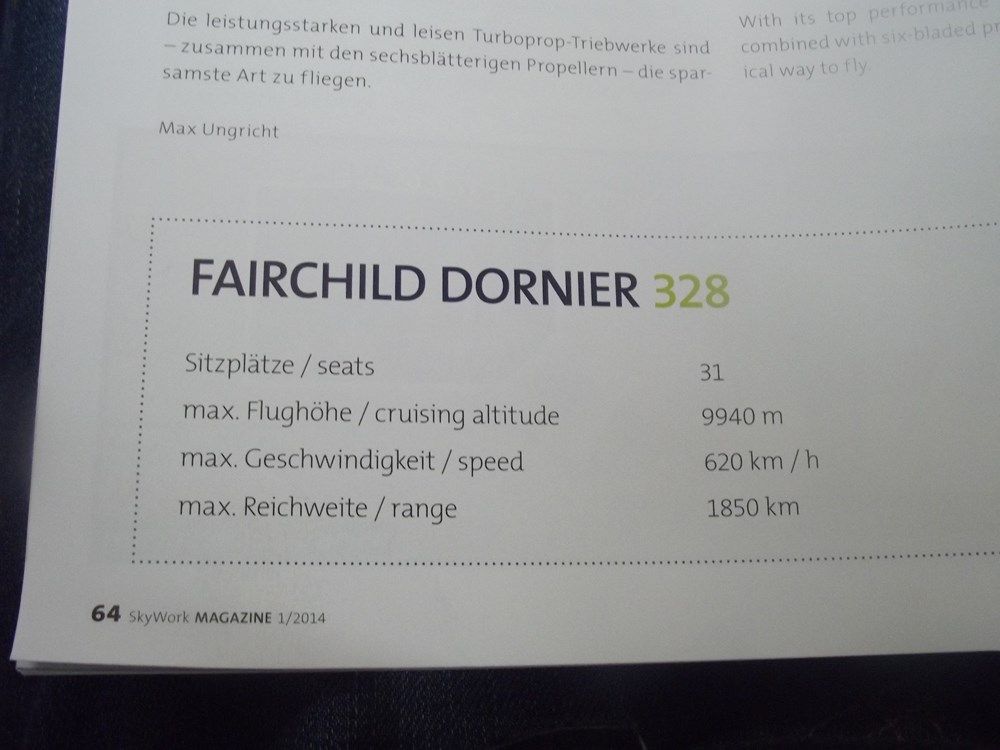 Die leistungsstarken und leisen Turboprop-Triebwerke sind
– zusammen mit den sechsblätterigen Propellern – die spar-
samste Art zu fliegen.
Max Ungricht
With its top performance
combined with six-bladed pr
ical way to fly.
FAIRCHILD DORNIER 328
Sitzplätze / seats 31
max. Flughöhe / cruising altitude 9940 m
max. Geschwindigkeit / speed 620 km / h
max. Reichweite / range 1850 km
64 SkyWork MAGAZINE 1/2014